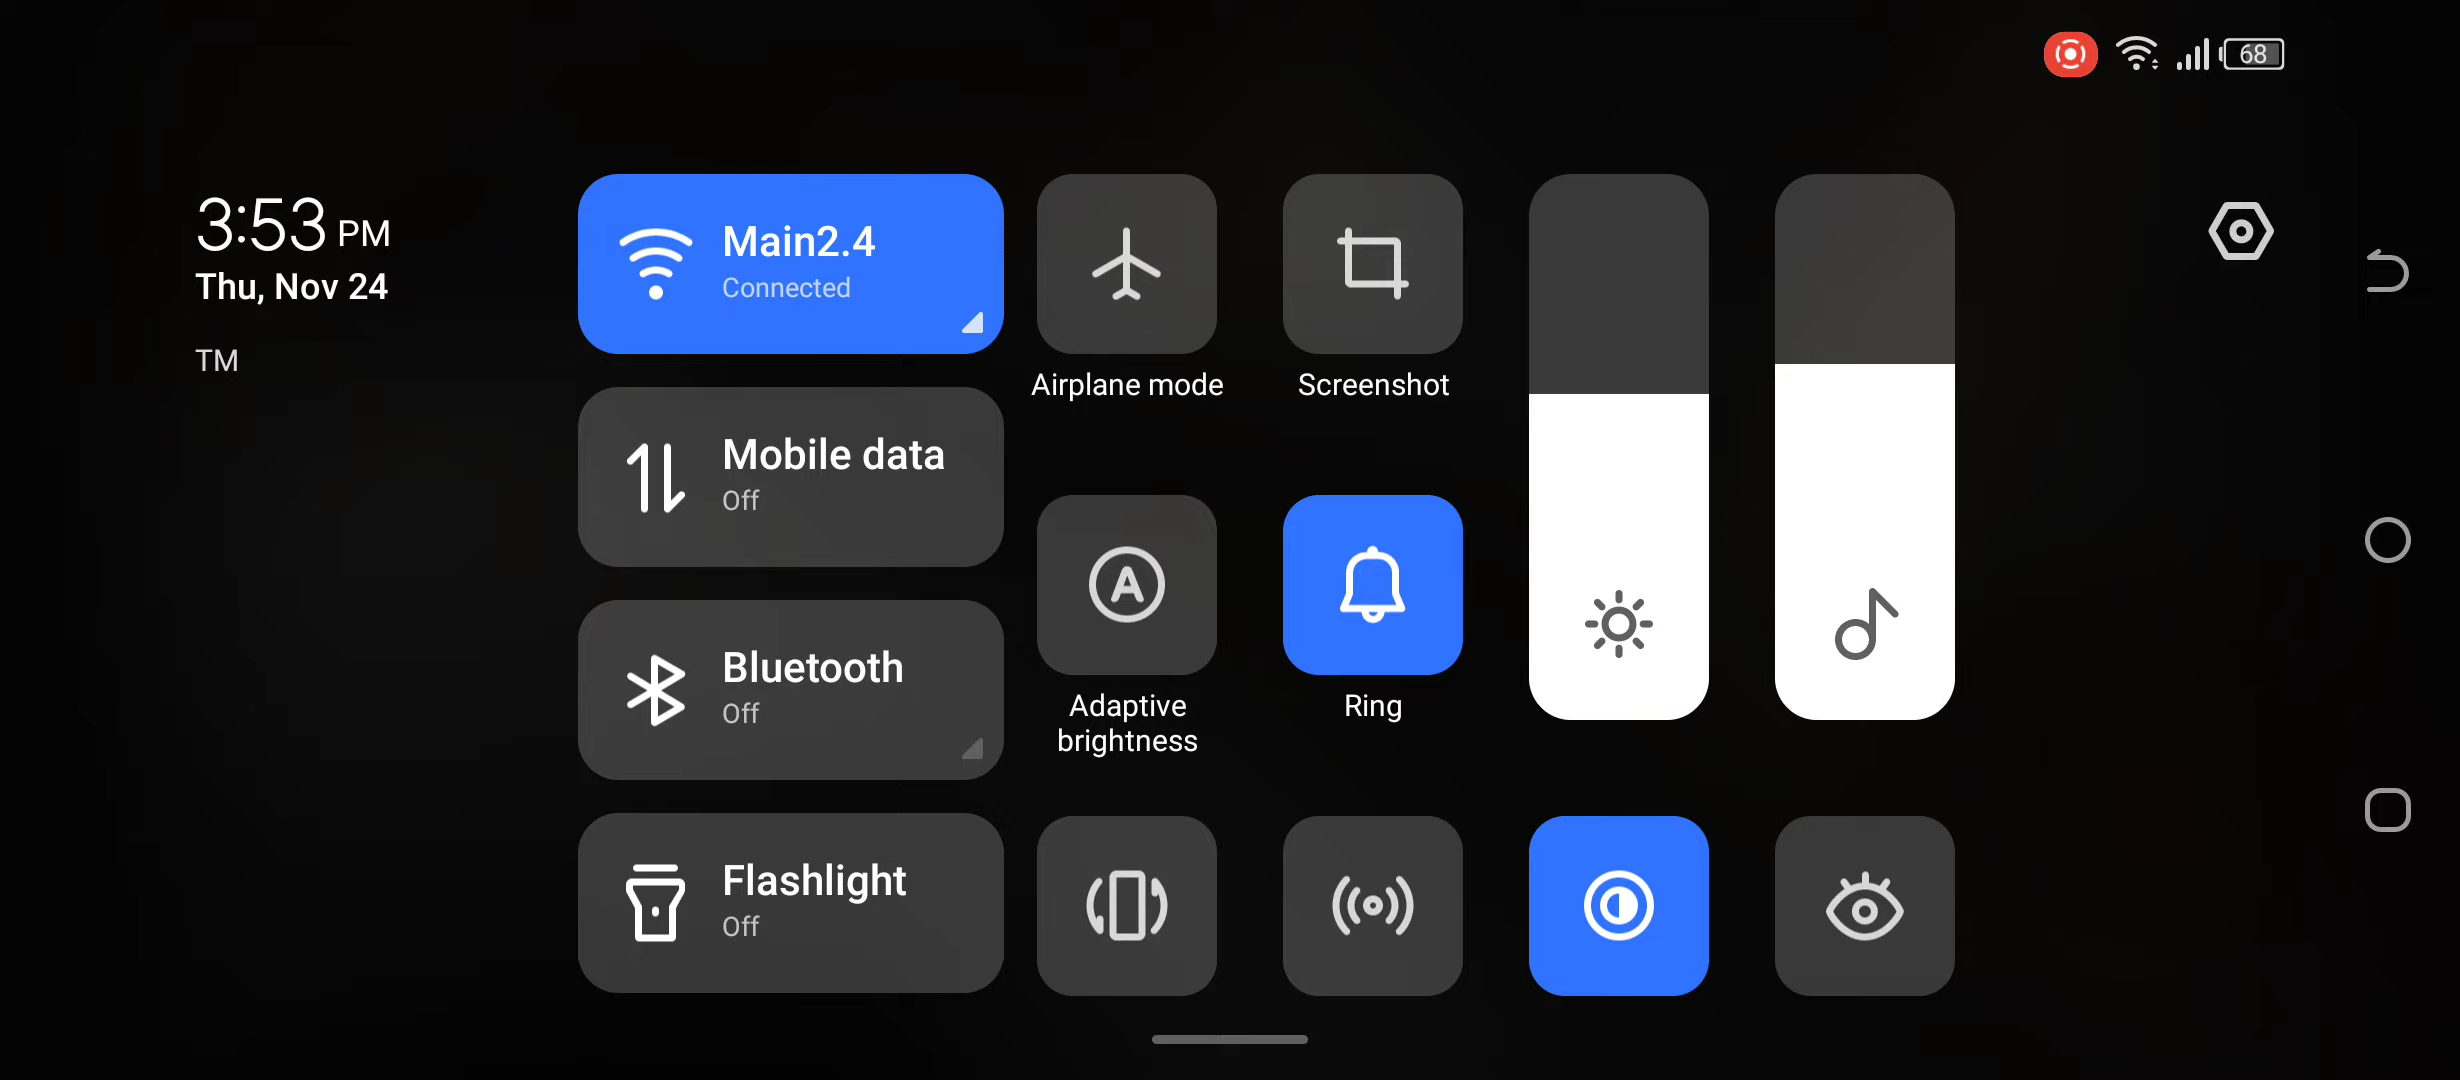 68
3:53 PM
Thu, Nov 24
TM
Main2.4
Connected
Mobile data
Off
Bluetooth
Off
Flashlight
Off
Airplane mode
Screenshot
A
Adaptive
brightness
Ring